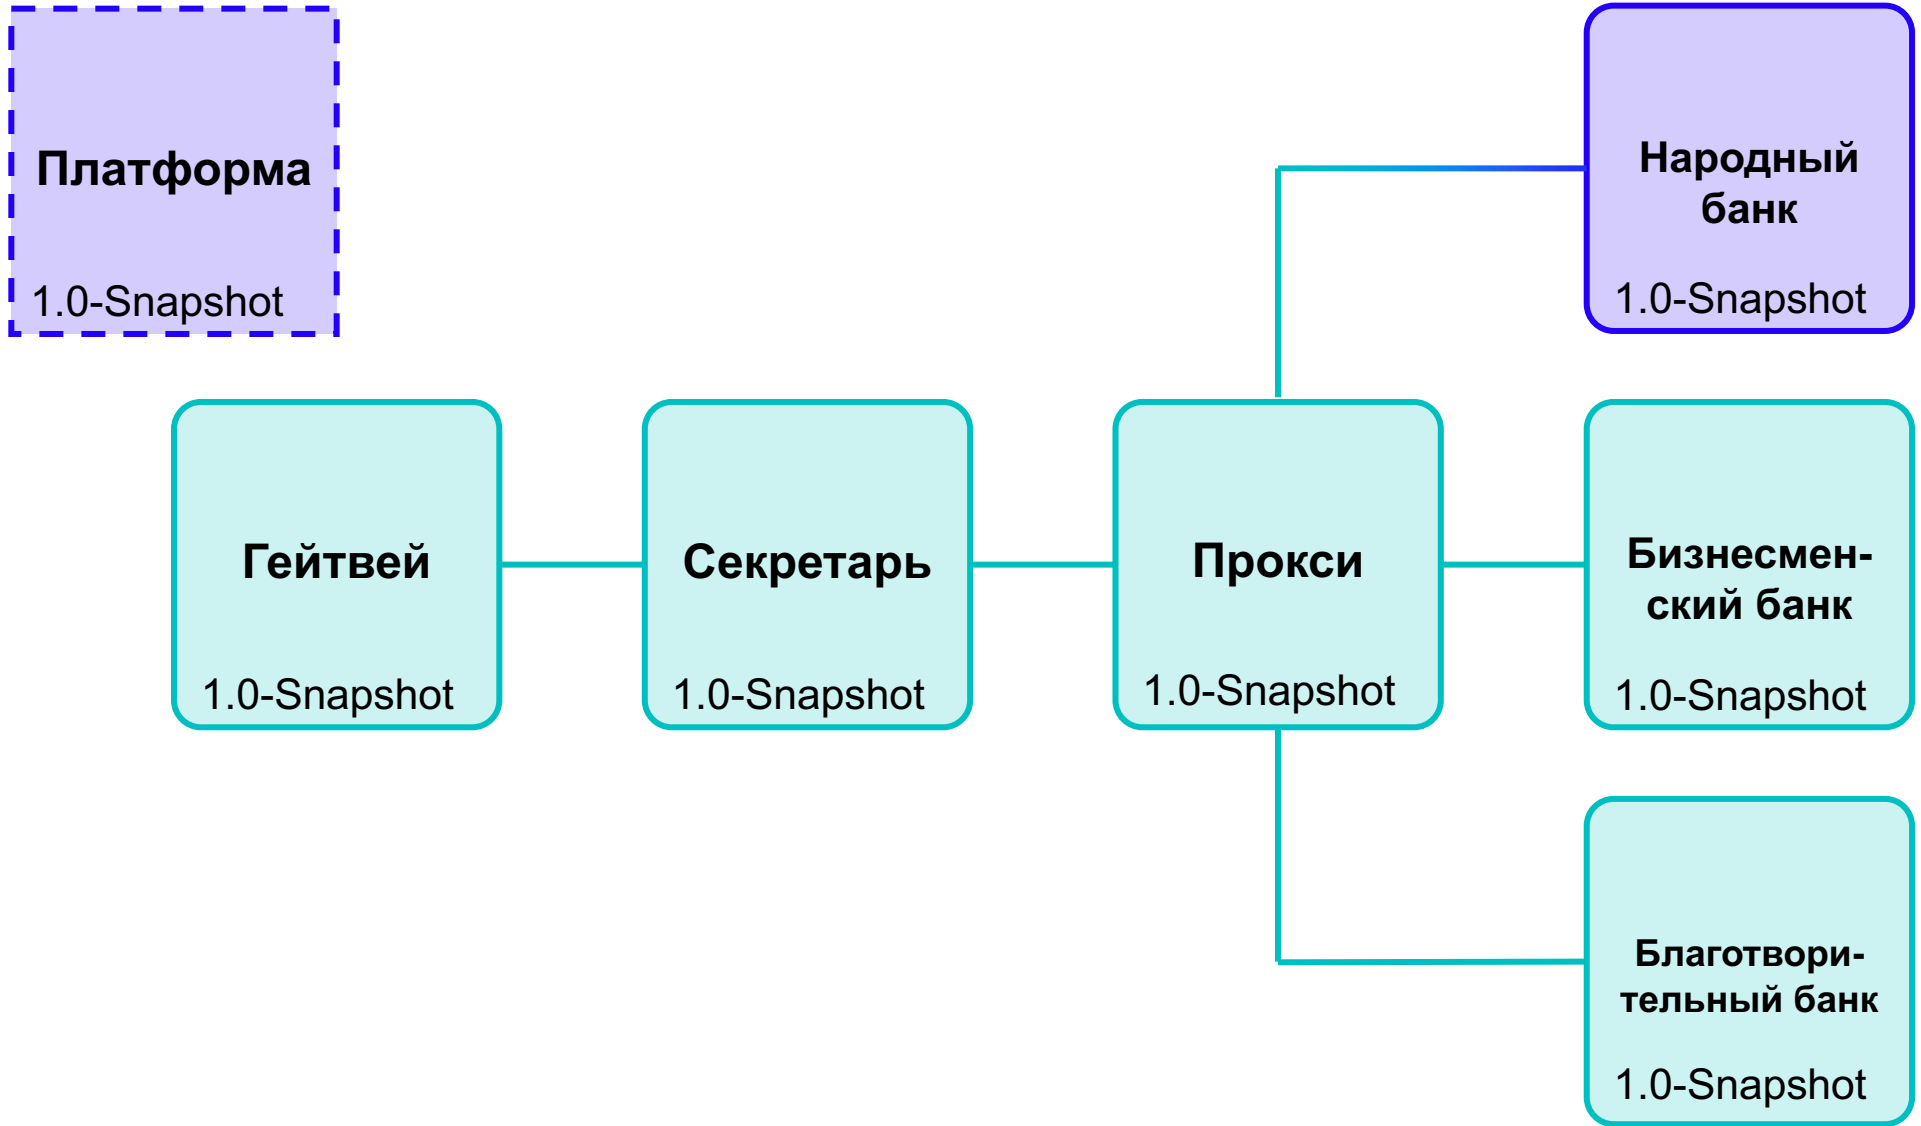 Платформа
1.0-Snapshot
Народный
банк
1.0-Snapshot
Гейтвей
1.0-Snapshot
Секретарь
1.0-Snapshot
Прокси
1.0-Snapshot
Бизнесмен-
ский банк
1.0-Snapshot
Благотвори-
тельный банк
1.0-Snapshot